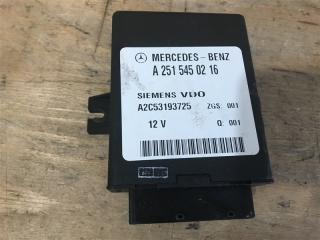 MERCEDES-BENZ
A 251 545 02 16
SIEMENS VDO
A2C53193725 ZGS: 001
12 V Q: 001